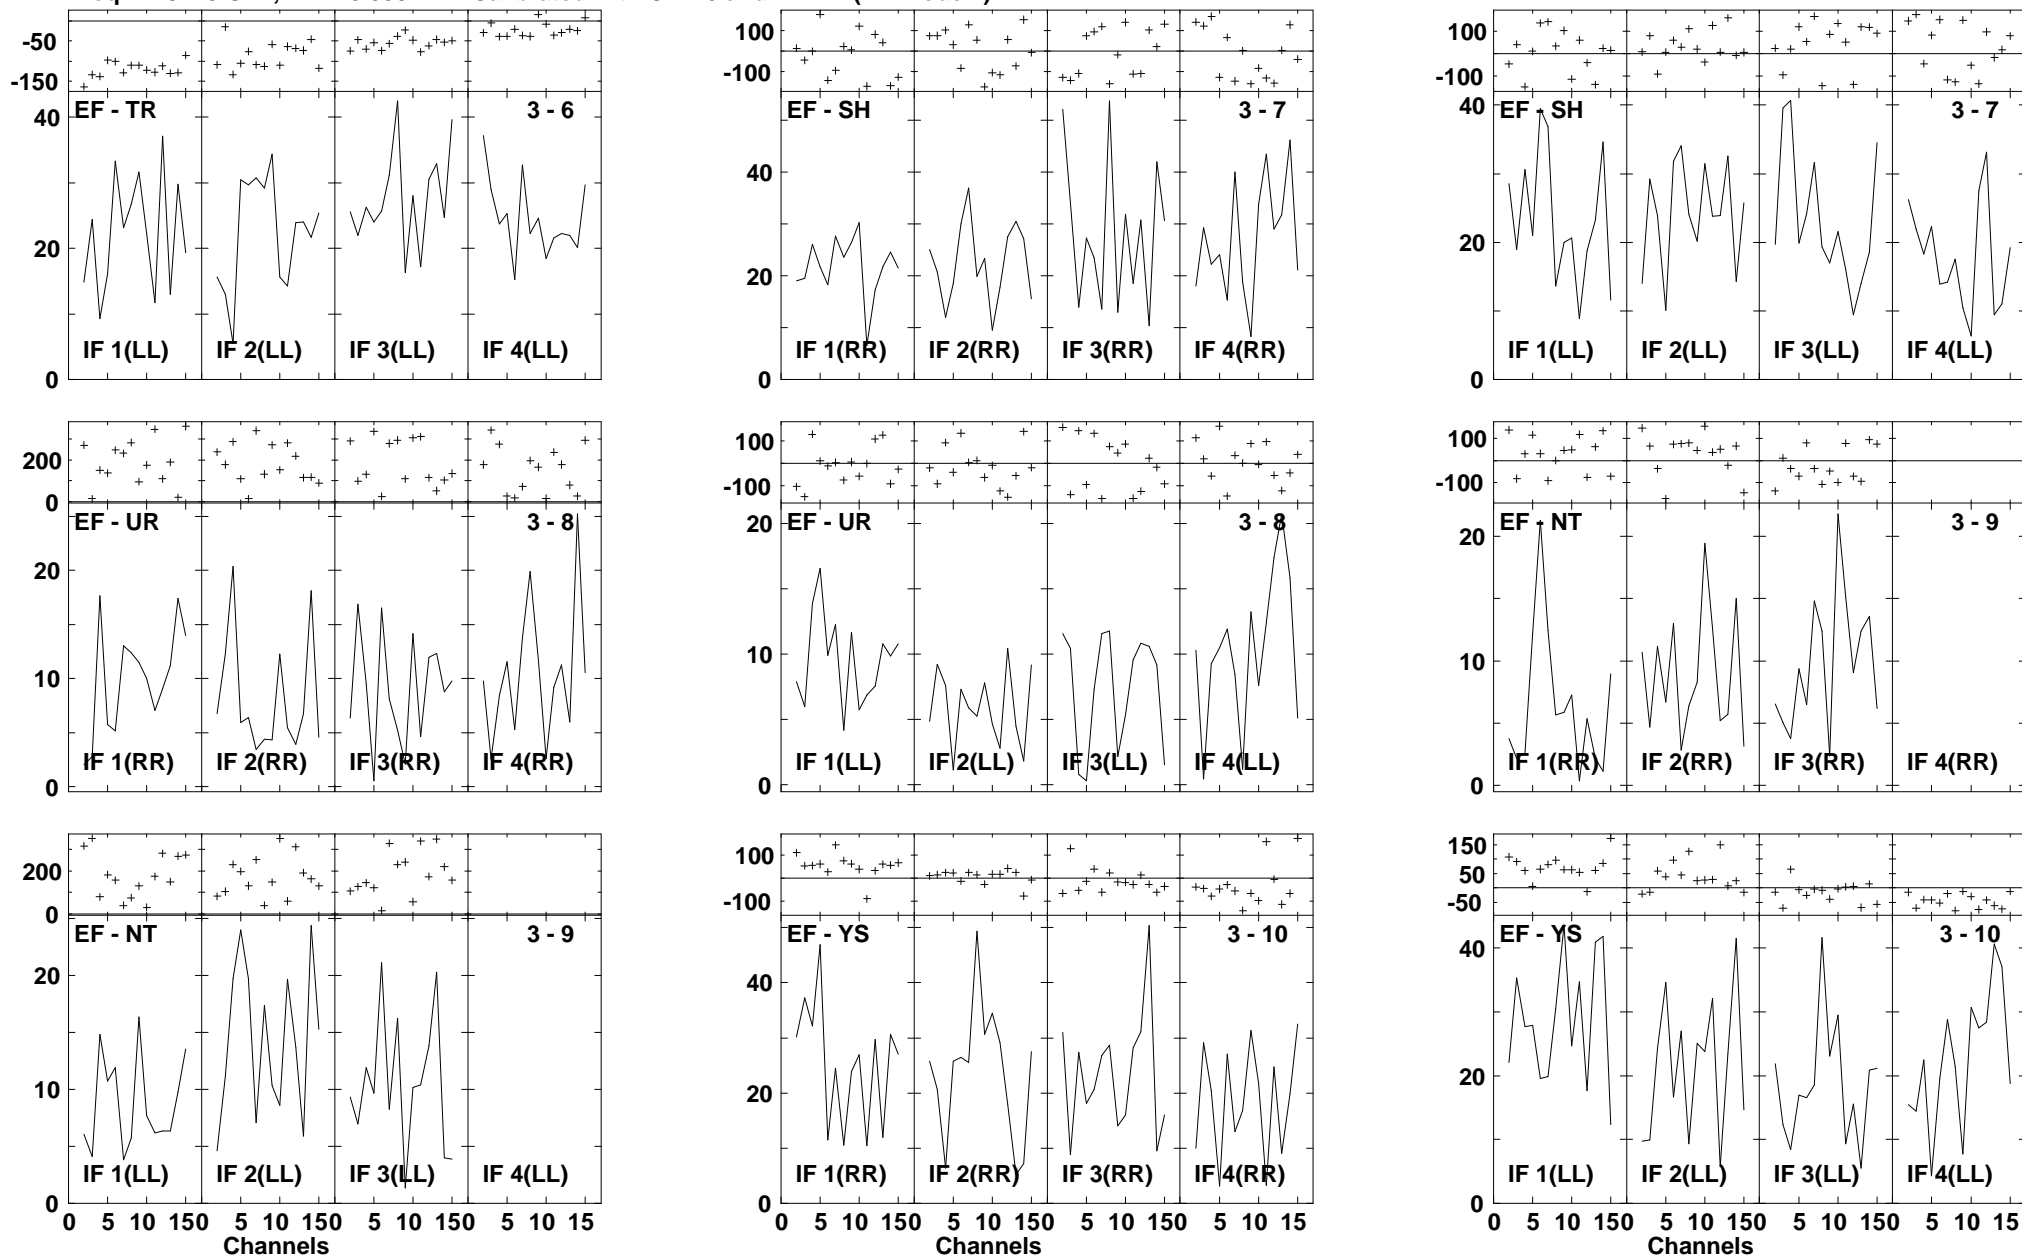 -50 100 100
-150 -100 -100
EF - TR 3 - 6 EF - SH 3 - 7 EF - SH 3 - 7
40 40 40
20 20 20
IF 1(LL) IF 2(LL) IF 3(LL) IF 4(LL) IF 1(RR) IF 2(RR) IF 3(RR) IF 4(RR) IF 1(LL) IF 2(LL) IF 3(LL) IF 4(LL)
0 0 0
200 100 100
0 -100 -100
EF - UR 3 - 8 EF - UR 3 - 8 EF - NT 3 - 9
20 20 20
10 10 10
IF 1(RR) IF 2(RR) IF 3(RR) IF 4(RR) IF 1(LL) IF 2(LL) IF 3(LL) IF 4(LL) IF 1(RR) IF 2(RR) IF 3(RR) IF 4(RR)
0 0 0
200 100 150
0 -100 50
-50
EF - NT 3 - 9 EF - YS 3 - 10 EF - YS 3 - 10
20 40 40
10 20 20
IF 1(LL) IF 2(LL) IF 3(LL) IF 4(LL) IF 1(RR) IF 2(RR) IF 3(RR) IF 4(RR) IF 1(LL) IF 2(LL) IF 3(LL) IF 4(LL)
0 0 0
0 5 10 150 5 10 150 5 10 150 5 10 15 0 5 10 150 5 10 150 5 10 150 5 10 15 0 5 10 150 5 10 150 5 10 150 5 10 15
Channels Channels Channels